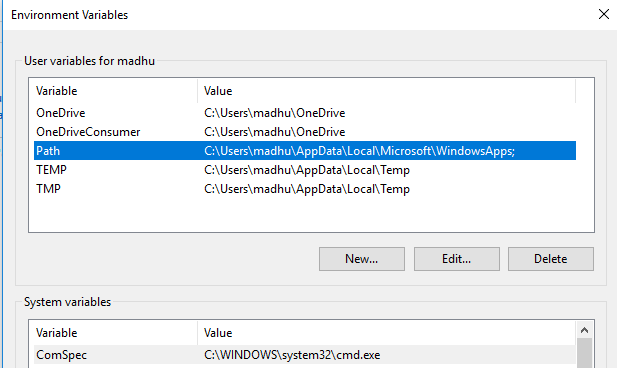 Environment Variables
User variables for madhu
Variable Value
OneDrive C:\Users\madhu\OneDrive
OneDriveConsumer C:\Users\madhu\OneDrive
Path C:\Users\madhu\AppData\Local\Microsoft\WindowsApps;
TEMP C:\Users\madhu\AppData\Local\Temp
TMP C:\Users\madhu\AppData\Local\Temp
New... Edit... Delete
System variables
Variable Value
ComSpec C:\WINDOWS\system32\cmd.exe